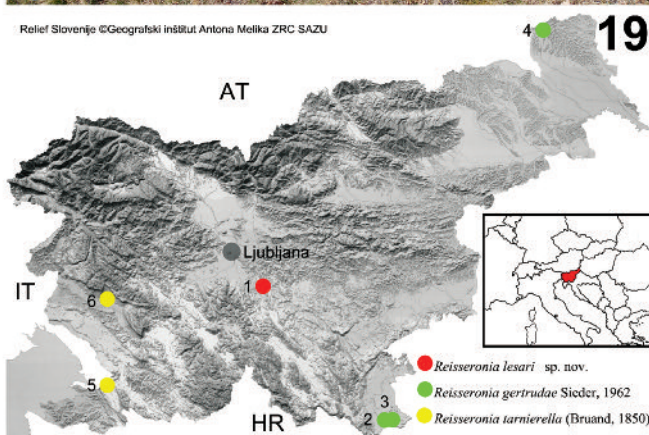 Relief Slovenije ©Geografski inštitut Antona Melika ZRC SAZU
19
4
AT
Ljubljana
1
IT
6
5
HR
3
2
Reisseronia lesari sp. nov.
Reisseronia gertrudae Sieder, 1962
Reisseronia tarnierella (Bruand, 1850)